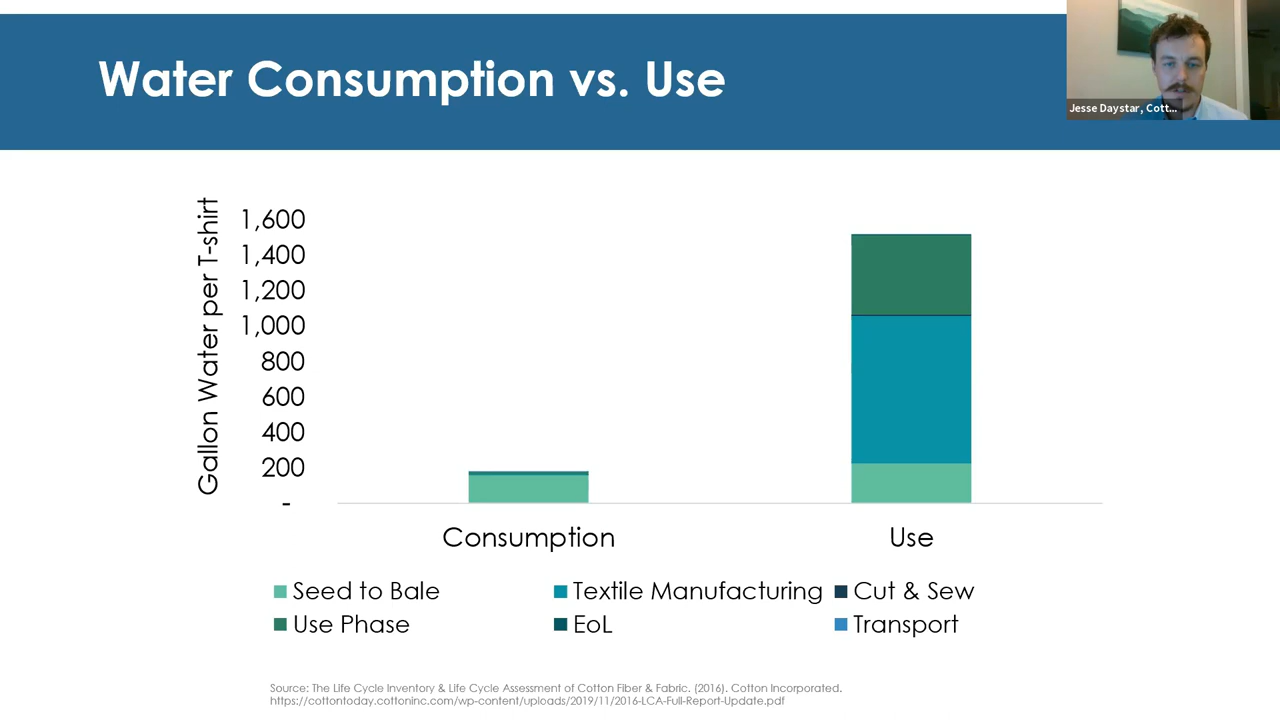 Water Consumption vs. Use
Jesse Daystar, Cott...
Gallon Water per T-shirt
1,600
1,400
1,200
1,000
800
600
400
200
-
Consumption
Use
Seed to Bale
Textile Manufacturing
Cut & Sew
Use Phase
EoL
Transport
Source: The Life Cycle Inventory & Life Cycle Assessment of Cotton Fiber & Fabric. (2016). Cotton Incorporated.
https://cottontoday.cottoninc.com/wp-content/uploads/2019/11/2016-LCA-Full-Report-Update.pdf